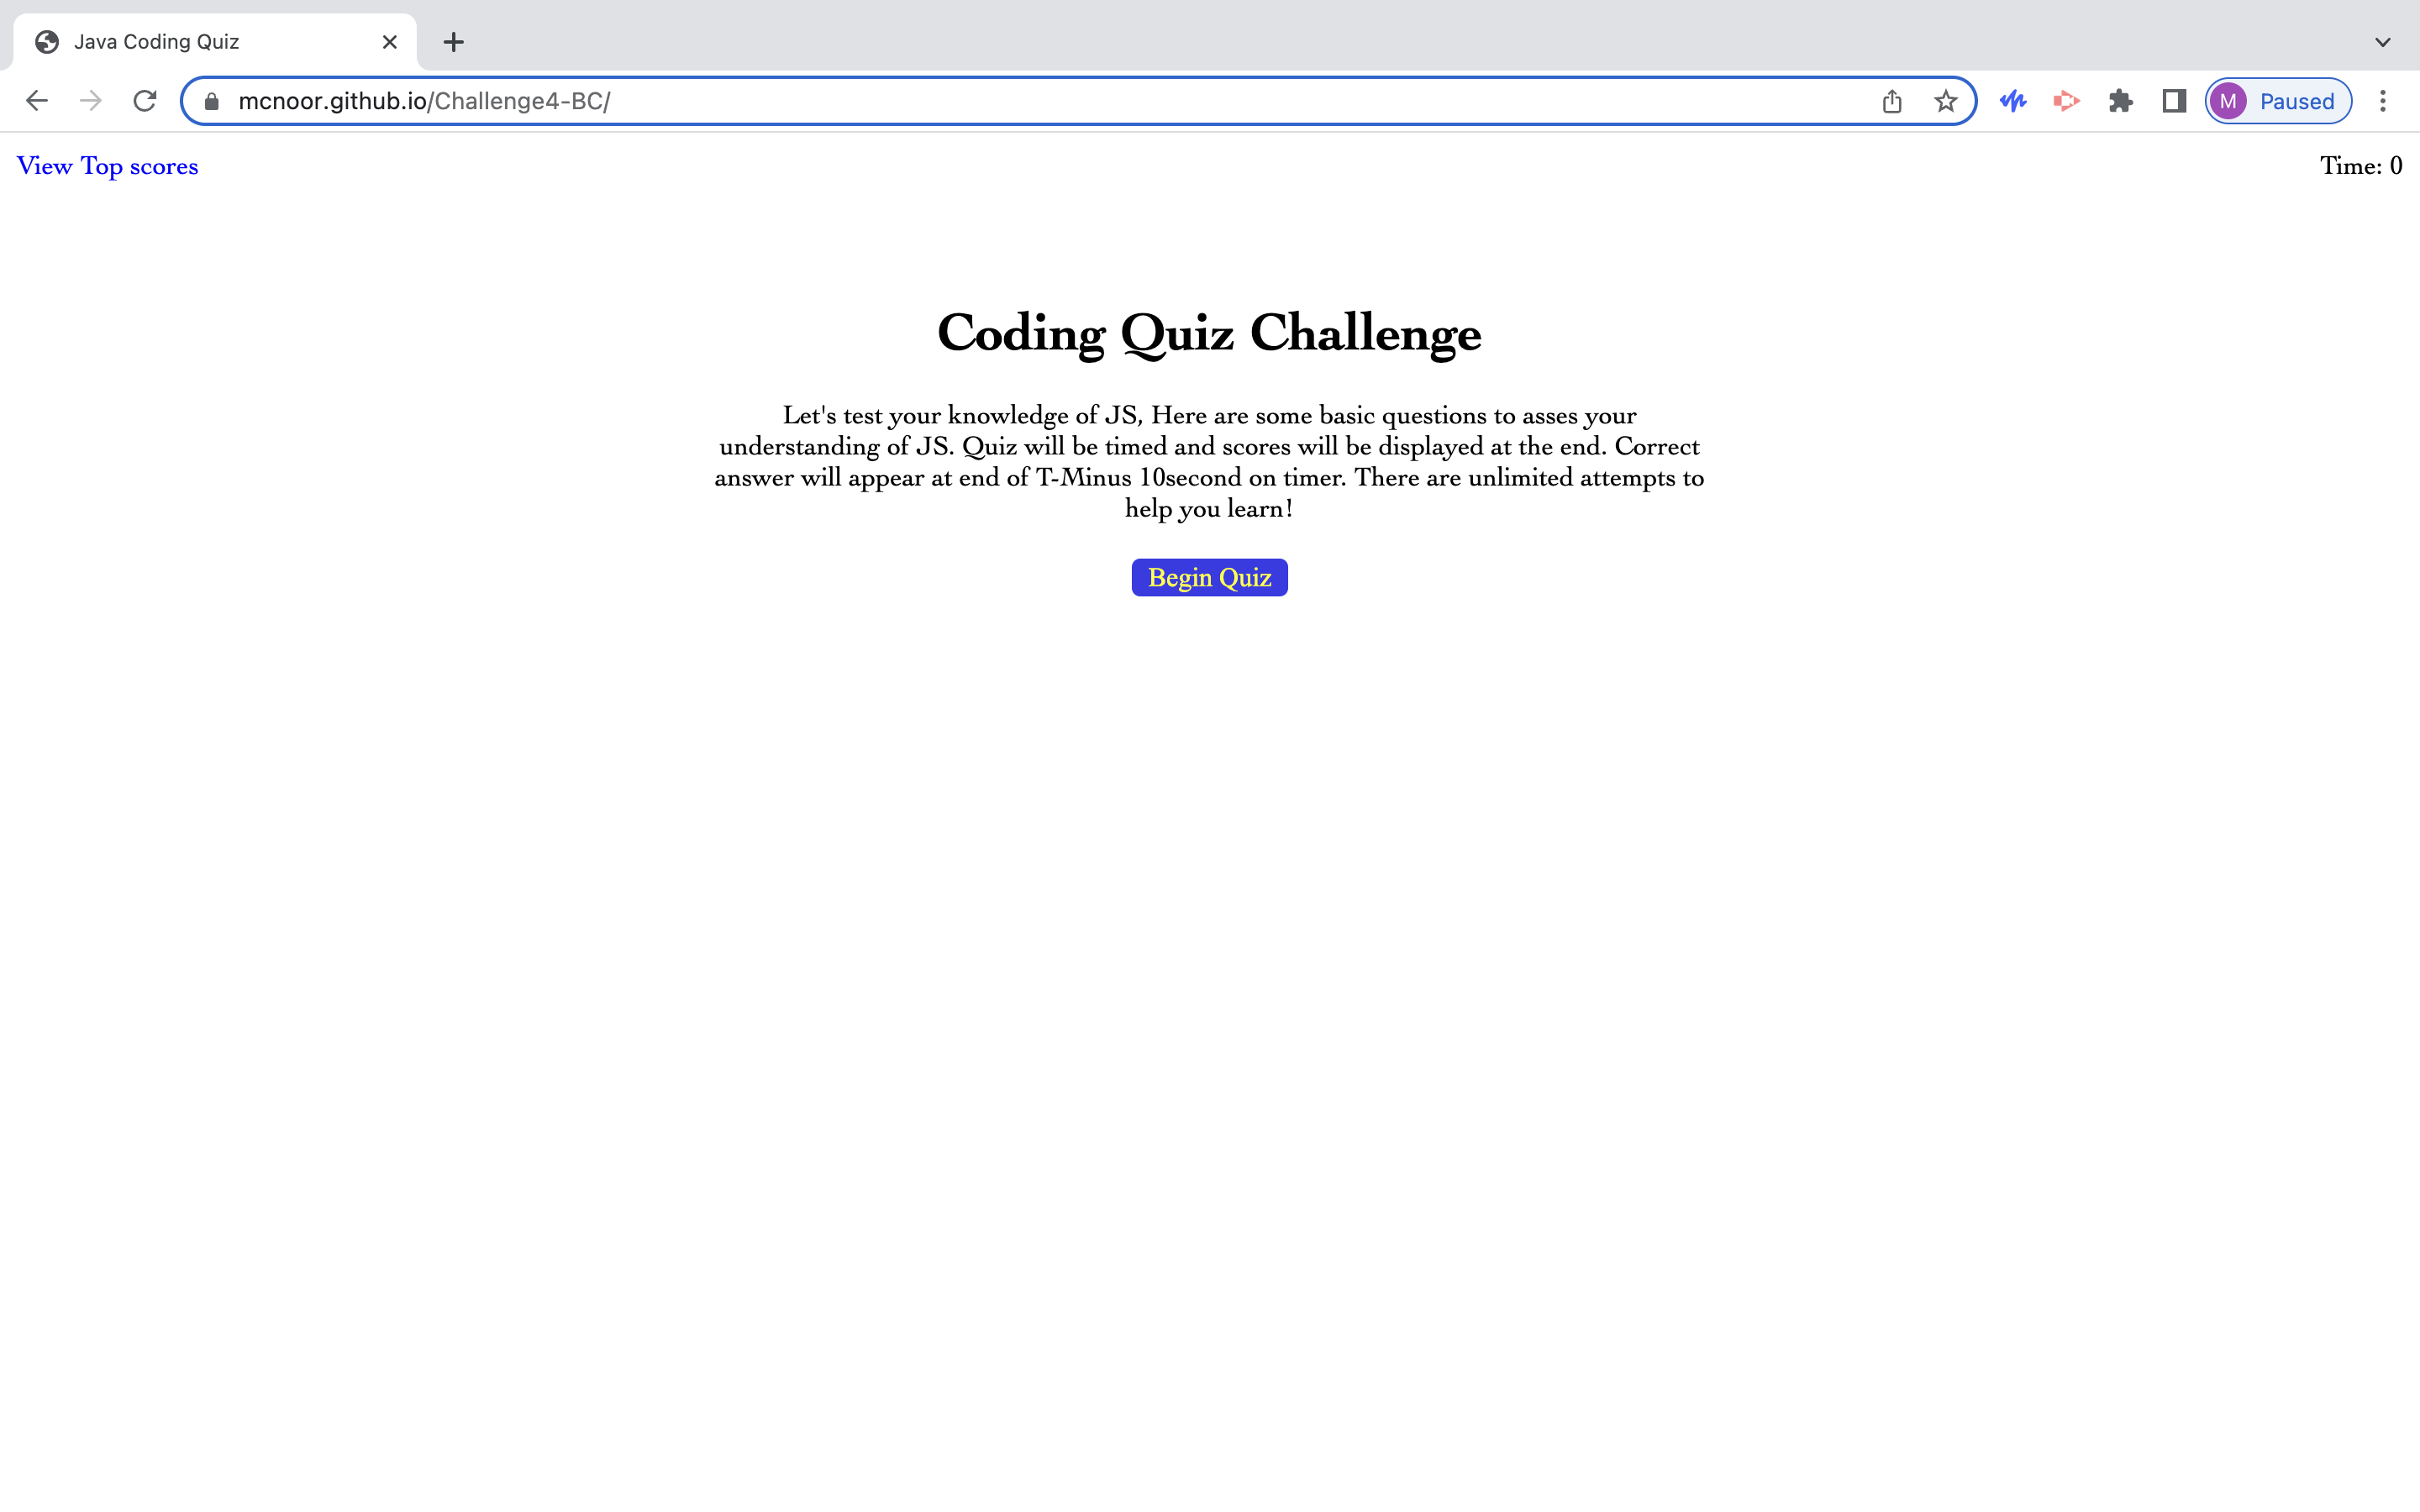 Java Coding Quiz
mcnoor.github.io/Challenge4-BC/
M Paused
View Top scores
Time: 0
Coding Quiz Challenge
Let's test your knowledge of JS, Here are some basic questions to asses your
understanding of JS. Quiz will be timed and scores will be displayed at the end. Correct
answer will appear at end of T-Minus 10second on timer. There are unlimited attempts to
help you learn!
Begin Quiz